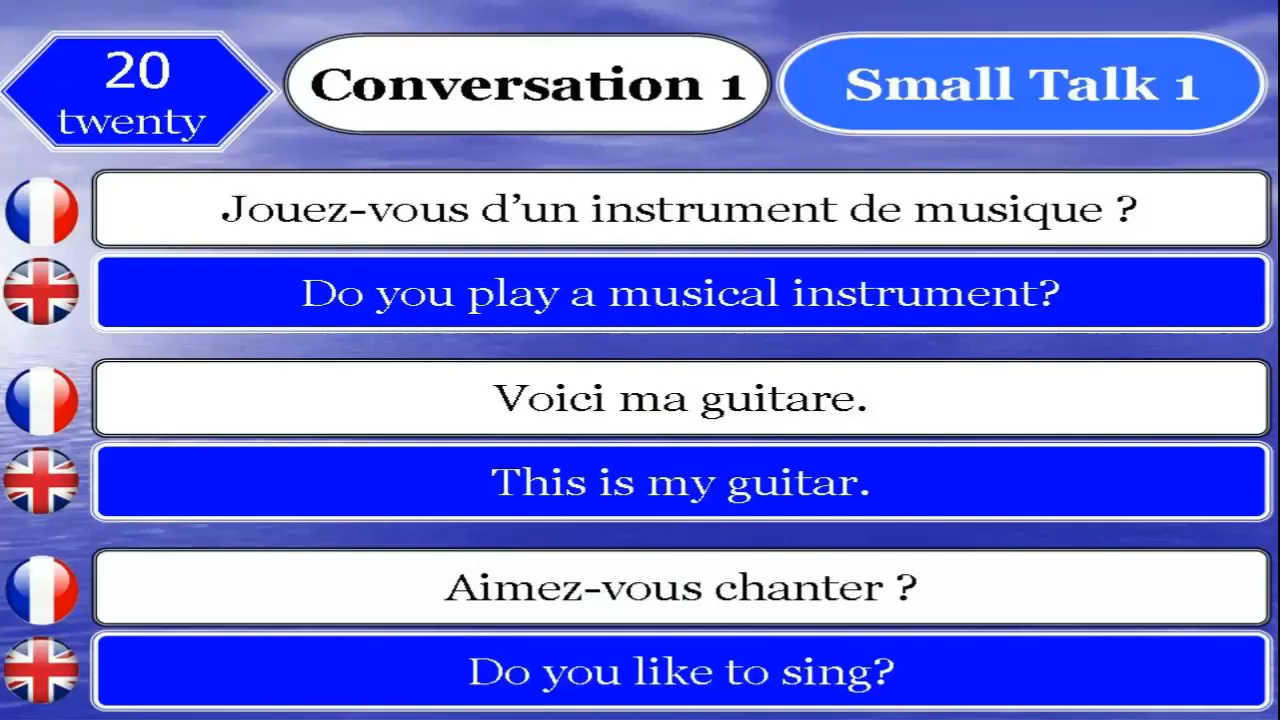 20
twenty
Conversation 1
Small Talk 1
Jouez-vous d’un instrument de musique ?
Do you play a musical instrument?
Voici ma guitare.
This is my guitar.
Aimez-vous chanter ?
Do you like to sing?